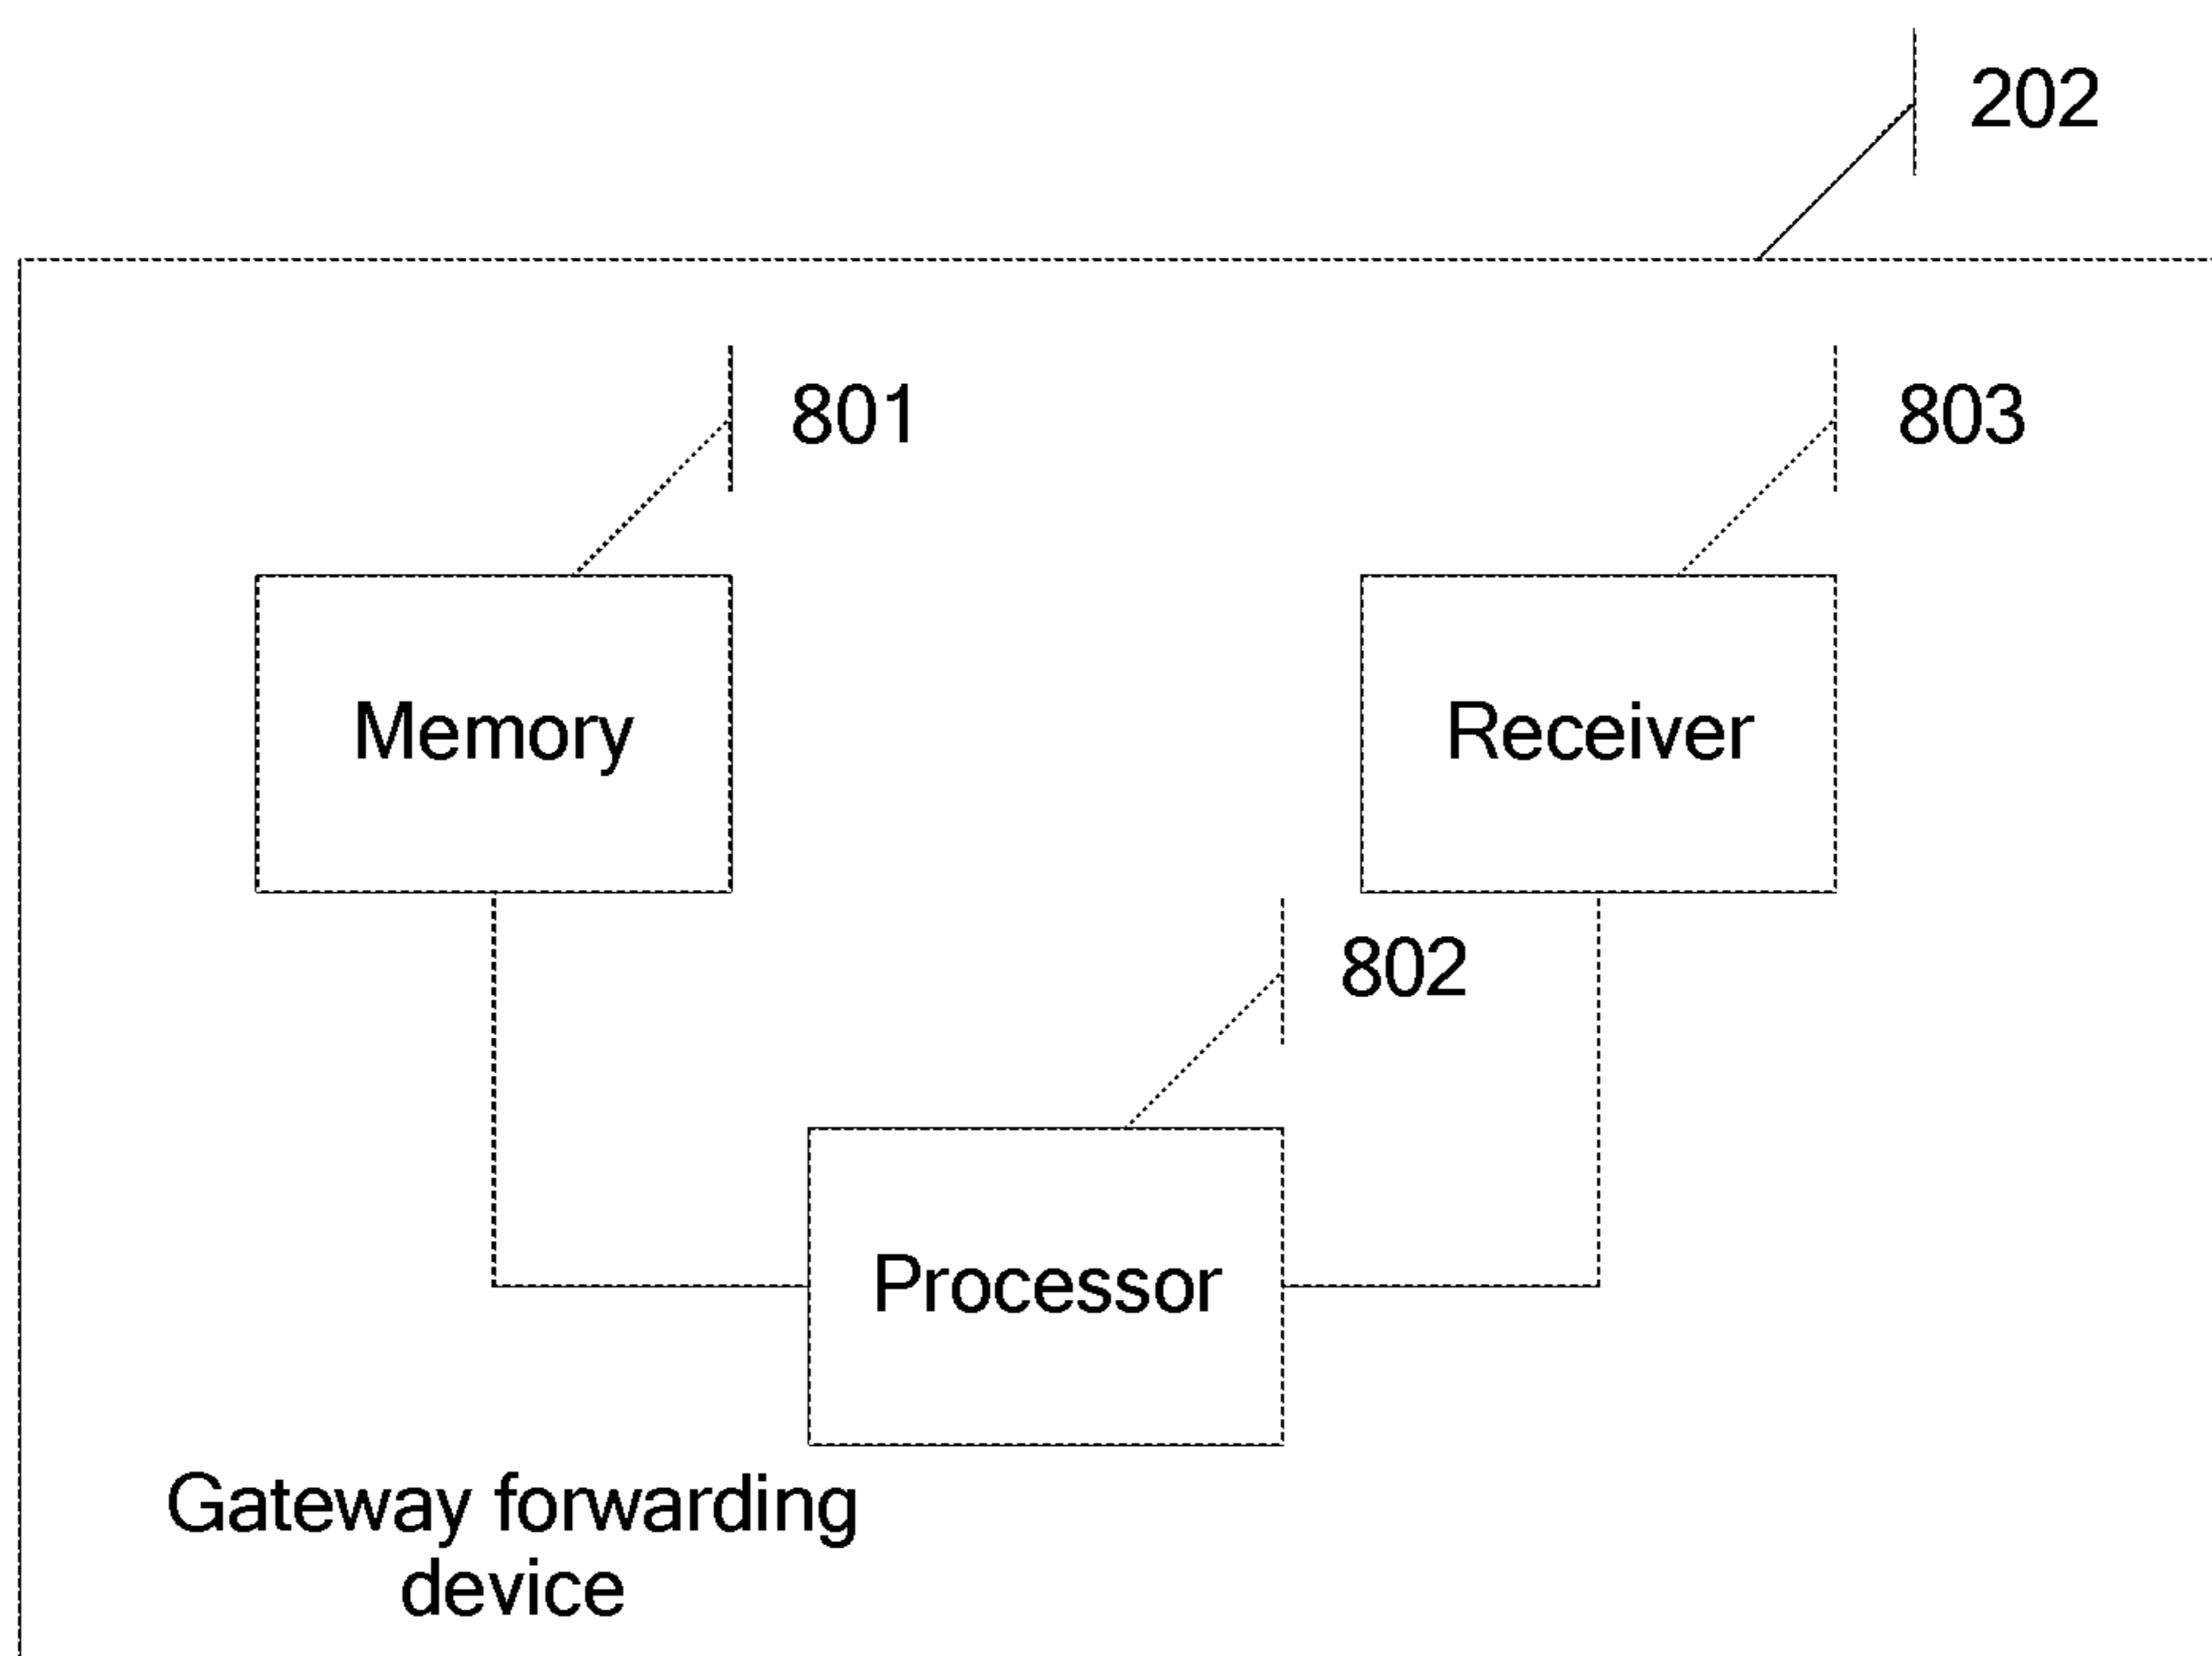 202
801
803
Memory
Receiver
802
Processor
Gateway forwarding
device